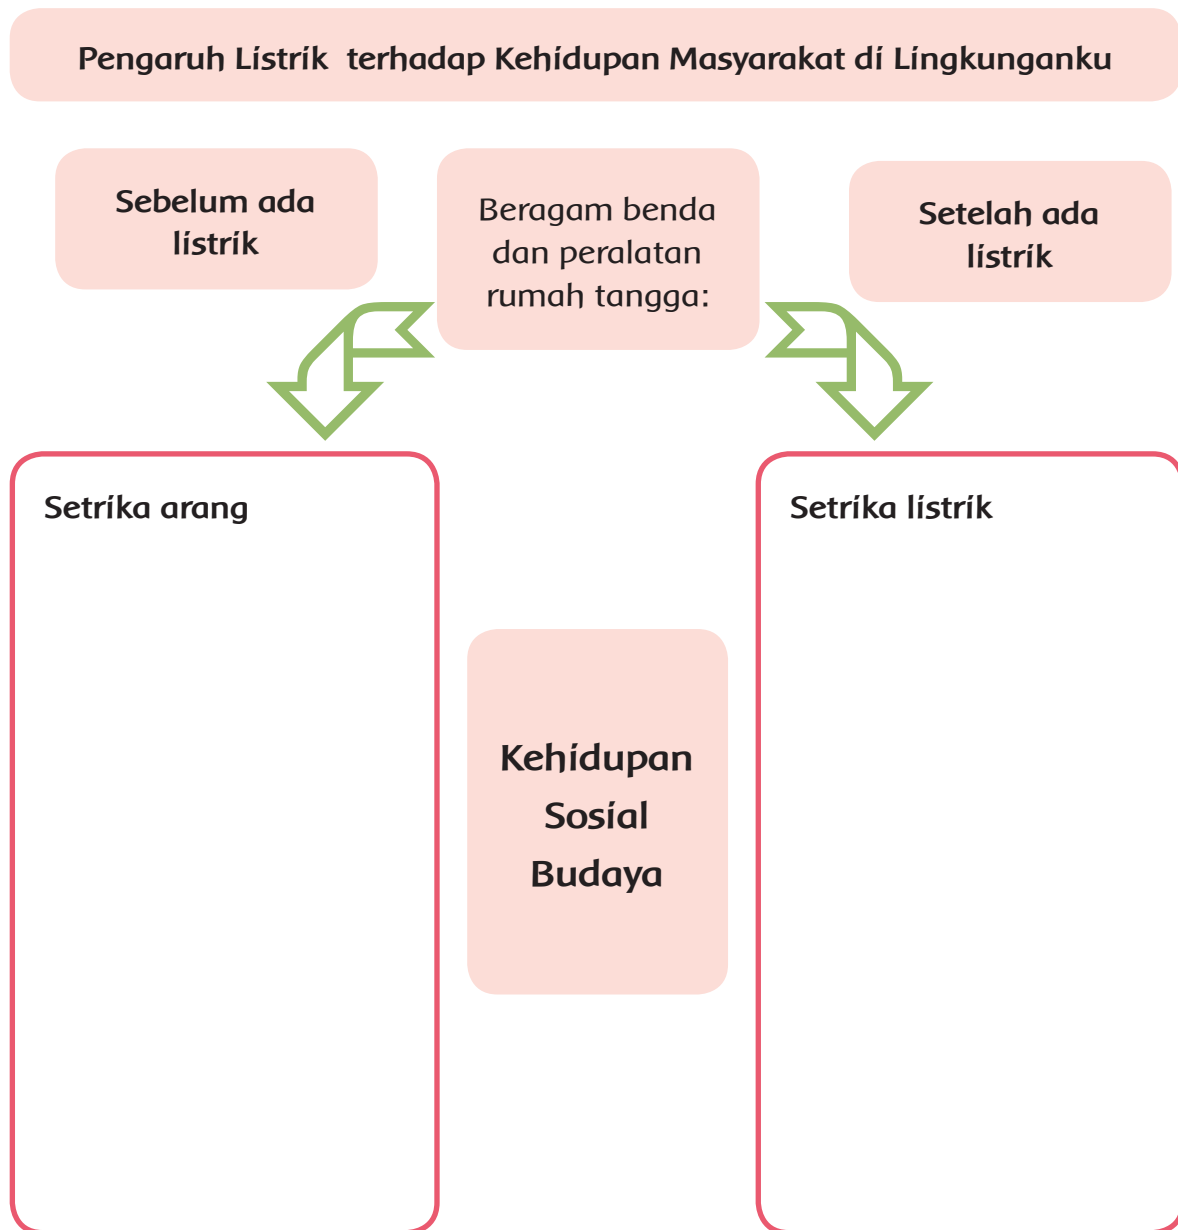 Pengaruh Listrik terhadap Kehidupan Masyarakat di Lingkunganku
Sebelum ada
listrik
Beragam benda
dan peralatan
rumah tangga:
Setelah ada
listrik
Setrika arang
Setrika listrik
Kehidupan
Sosial
Budaya